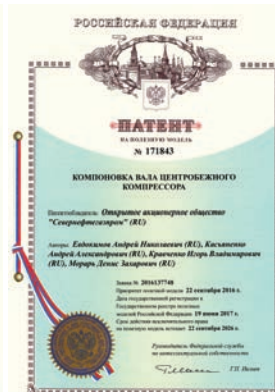 РОССИЙСКАЯ ФЕДЕРАЦИЯ
ПАТЕНТ
НА ПОЛЕЗНУЮ МОДЕЛЬ
№ 171843
КОМПОНОВКА ВАЛА ЦЕНТРОБЕЖНОГО
КОМПРЕССОРА
Патентообладатель: Открытое акционерное общество
"Севернефтегазпром" (RU)
Авторы: Евдокимов Андрей Николаевич (RU), Касьяненко
Андрей Александрович (RU), Кравченко Игорь Владимирович
(RU), Морарь Денис Захарович (RU)
Заявка № 2016137748
Приоритет полезной модели 22 сентября 2016 г.
Дата государственной регистрации в
Государственном реестре полезных
моделей Российской Федерации 19 июня 2017 г.
Срок действия исключительного права
на полезную модель истекает 22 сентября 2026 г.
Руководитель Федеральной службы
по интеллектуальной собственности
Г.П. Ивлиев